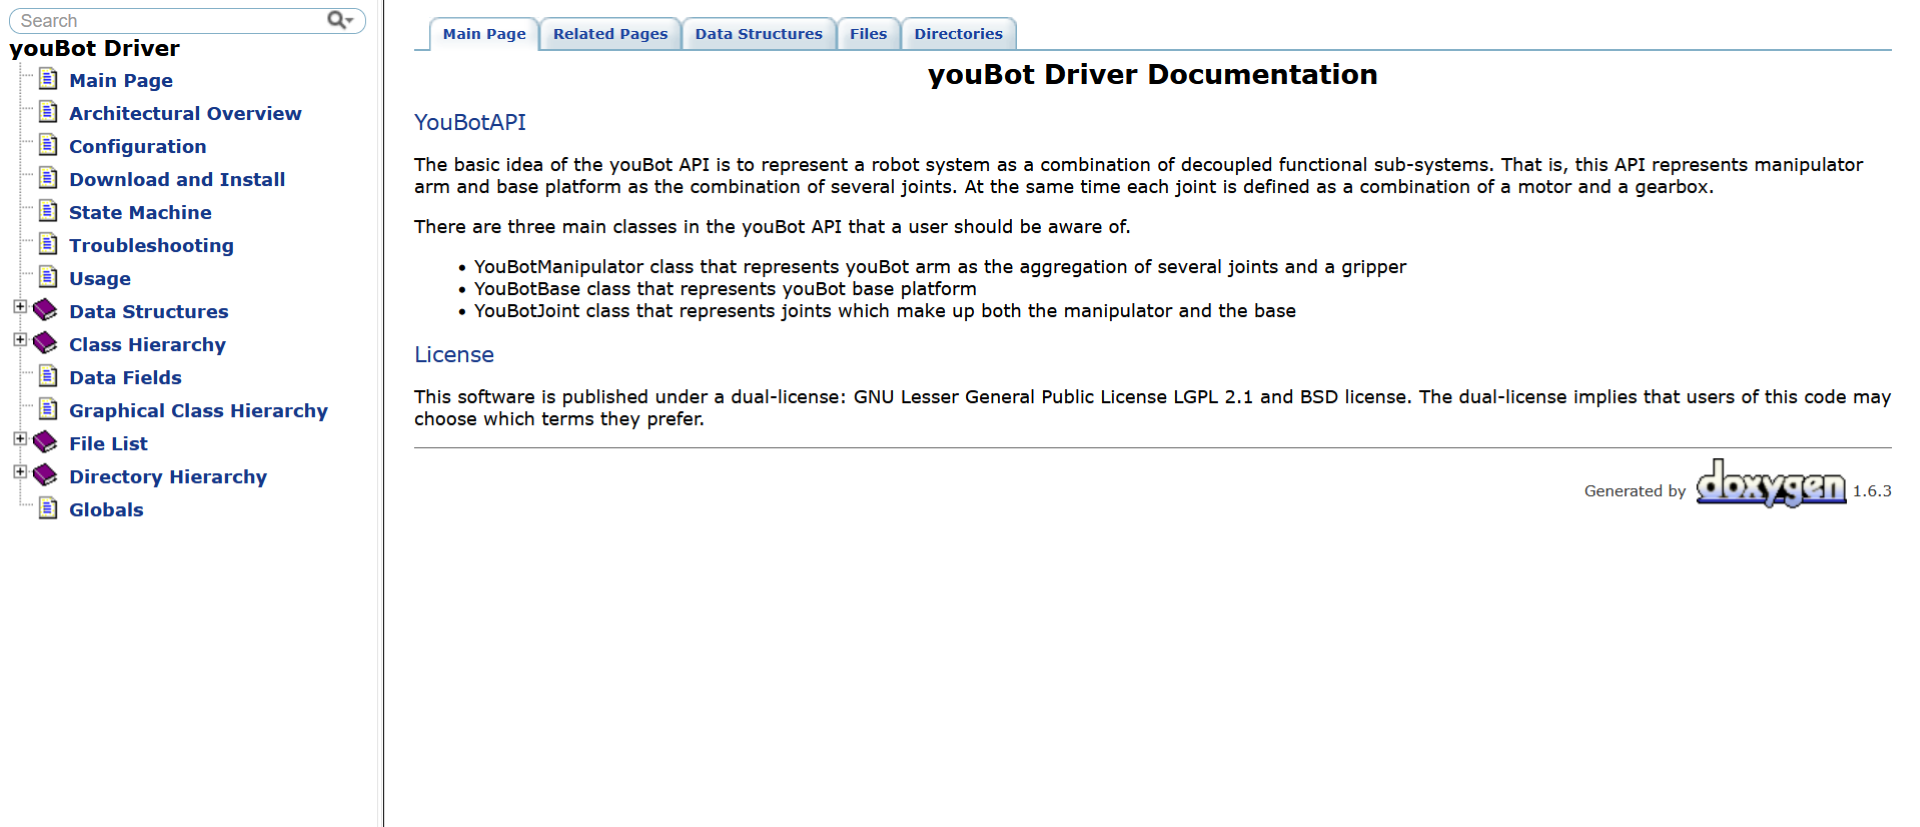 Search
youBot Driver
Main Page
Architectural Overview
Configuration
Download and Install
State Machine
Troubleshooting
Usage
Data Structures
Class Hierarchy
Data Fields
Graphical Class Hierarchy
File List
Directory Hierarchy
Globals
Main Page Related Pages Data Structures Files Directories
youBot Driver Documentation
YouBotAPI
The basic idea of the youBot API is to represent a robot system as a combination of decoupled functional sub-systems. That is, this API represents manipulator
arm and base platform as the combination of several joints. At the same time each joint is defined as a combination of a motor and a gearbox.
There are three main classes in the youBot API that a user should be aware of.
• YouBotManipulator class that represents youBot arm as the aggregation of several joints and a gripper
• YouBotBase class that represents youBot base platform
• YouBotJoint class that represents joints which make up both the manipulator and the base
License
This software is published under a dual-license: GNU Lesser General Public License LGPL 2.1 and BSD license. The dual-license implies that users of this code may
choose which terms they prefer.
Generated by doxygen 1.6.3